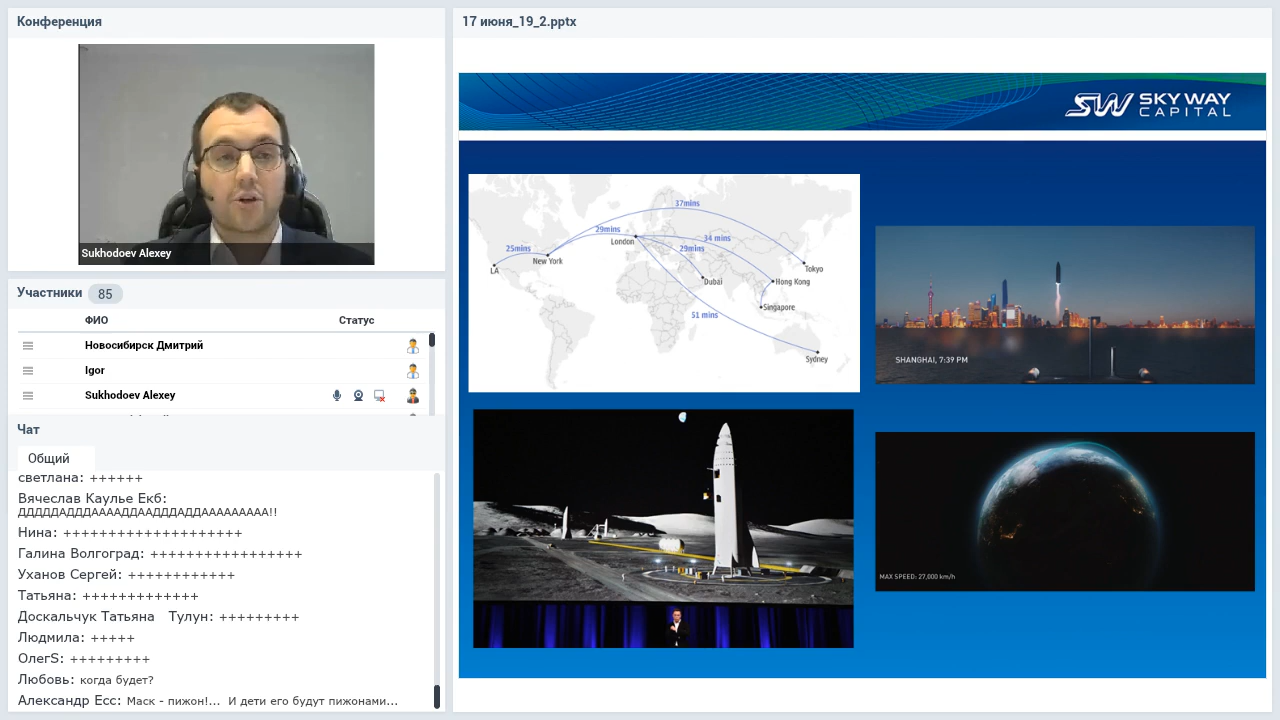 Конференция
Sukhodoev Alexey
Участники 85
ФИО Статус
Новосибирск Дмитрий
Igor
Sukhodoev Alexey
Чат
Общий
светлана: ++++++
Вячеслав Каулье Екб:
ДДДДДАДДДААААДДААДДДАДДААААААААА!!
Нина: ++++++++++++++++++++
Галина Волгоград: +++++++++++++++++
Уханов Сергей: ++++++++++++
Татьяна: +++++++++++++
Доскальчук Татьяна Тулун: +++++++++
Людмила: +++++
ОлегS: +++++++++
Любовь: когда будет?
Александр Есс: Маск - пижон!... И дети его будут пижонами...
17 июня_19_2.pptx
SW SKY WAY
CAPITAL
37mins
29mins
34 mins
London
25mins
29mins
New York
LA
Tokyo
Dubai
Hong Kong
Singapore
51 mins
Sydney
SHANGHAI, 7:39 PM
MAX SPEED: 27,000 km/h